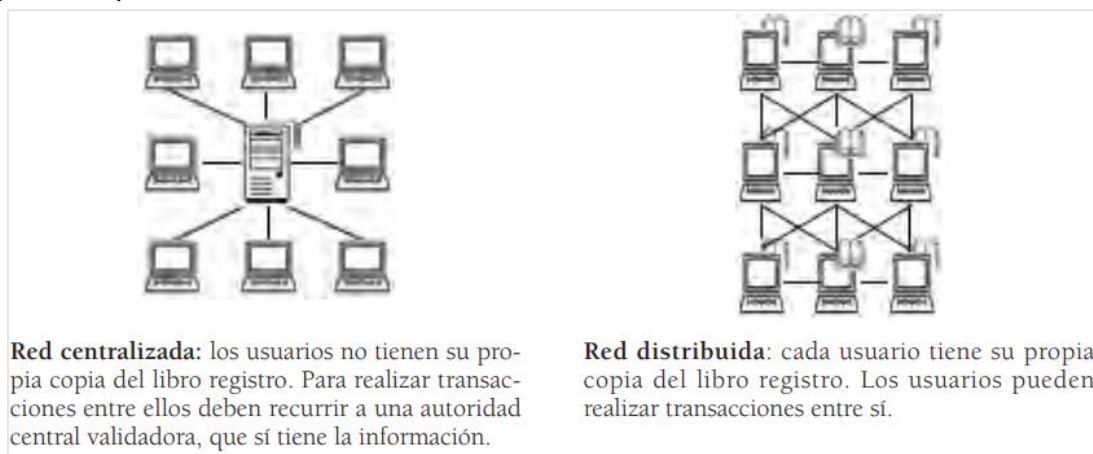 Red centralizada: los usuarios no tienen su pro-
pia copia del libro registro. Para realizar transac-
ciones entre ellos deben recurrir a una autoridad
central validadora, que sí tiene la información.
Red distribuida: cada usuario tiene su propia
copia del libro registro. Los usuarios pueden
realizar transacciones entre sí.